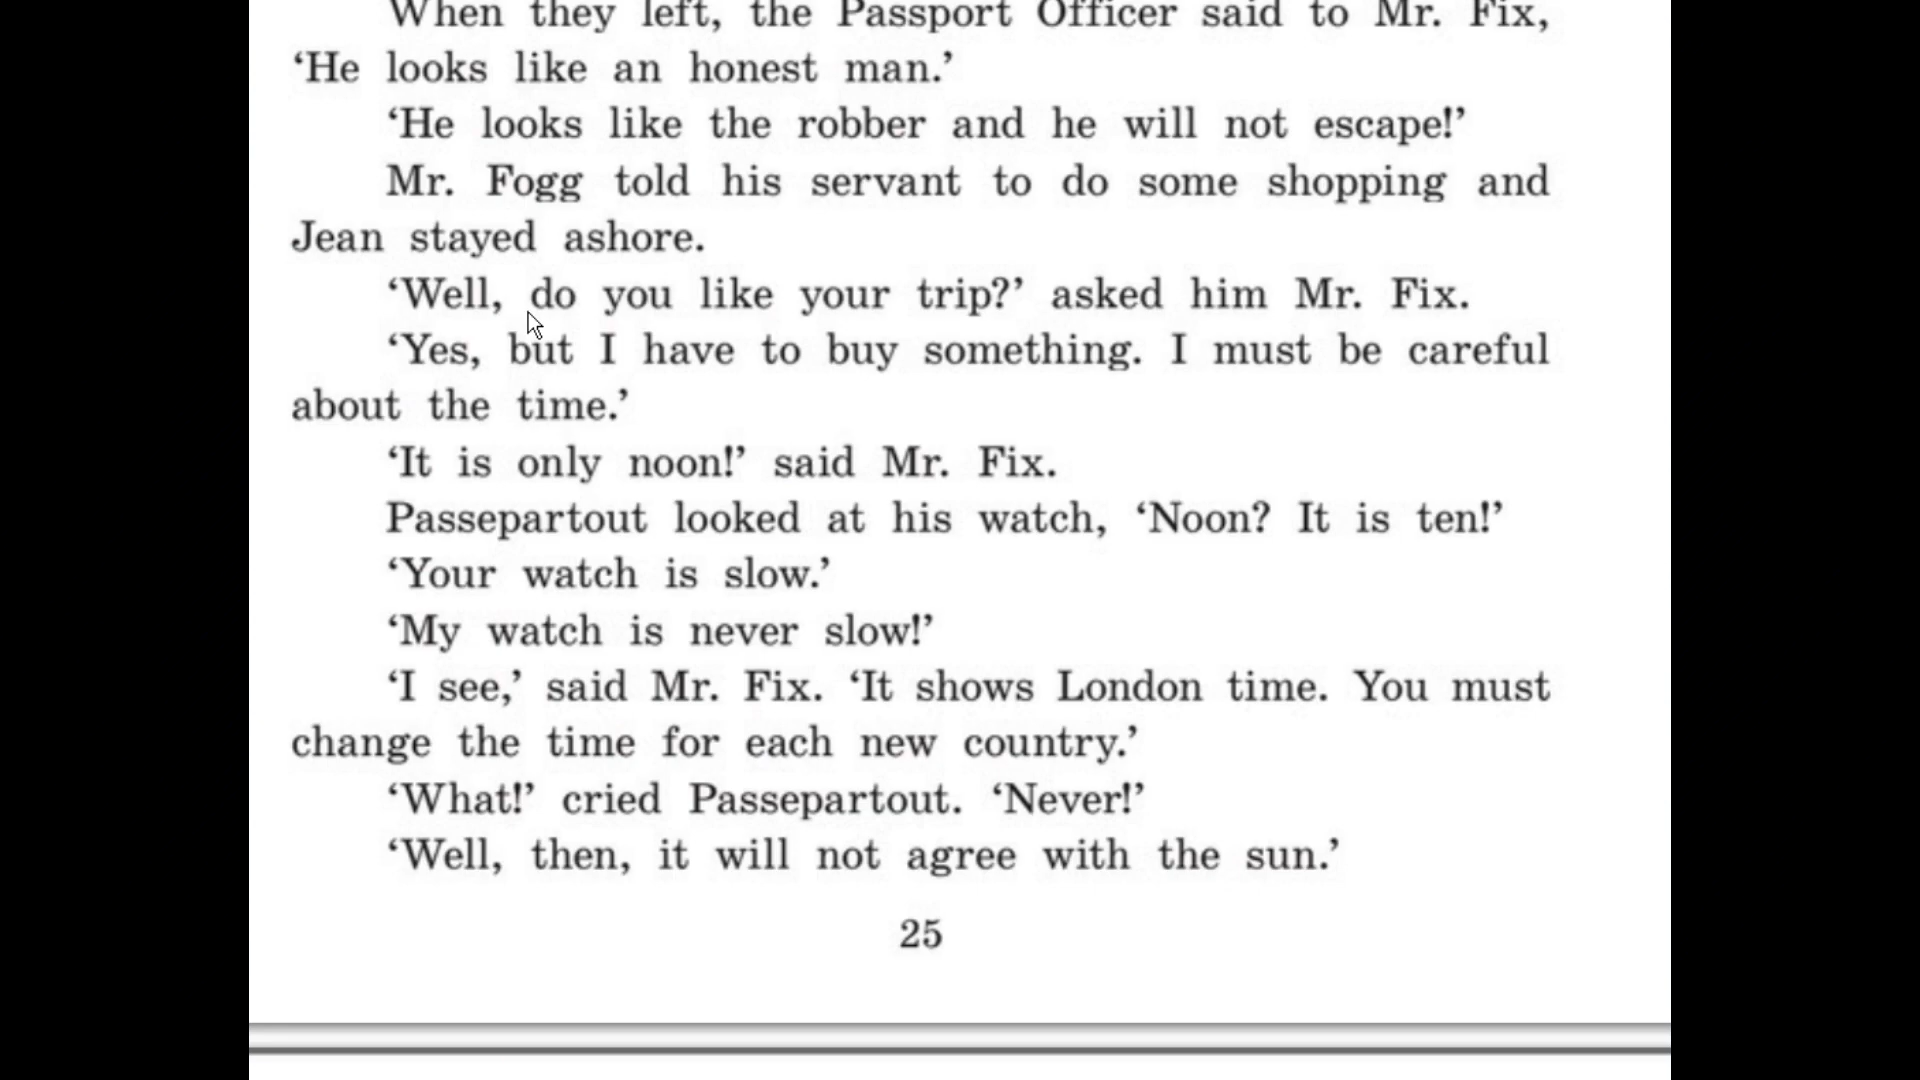 When they left, the Passport Officer said to Mr. Fix,
‘He looks like an honest man.’
‘He looks like the robber and he will not escape!’
Mr. Fogg told his servant to do some shopping and
Jean stayed ashore.
‘Well, do you like your trip?’ asked him Mr. Fix.
‘Yes, but I have to buy something. I must be careful
about the time.’
‘It is only noon!’ said Mr. Fix.
Passepartout looked at his watch, ‘Noon? It is ten!’
‘Your watch is slow.’
‘My watch is never slow!’
‘I see,’ said Mr. Fix. ‘It shows London time. You must
change the time for each new country.’
‘What!’ cried Passepartout. ‘Never!’
‘Well, then, it will not agree with the sun.’
25